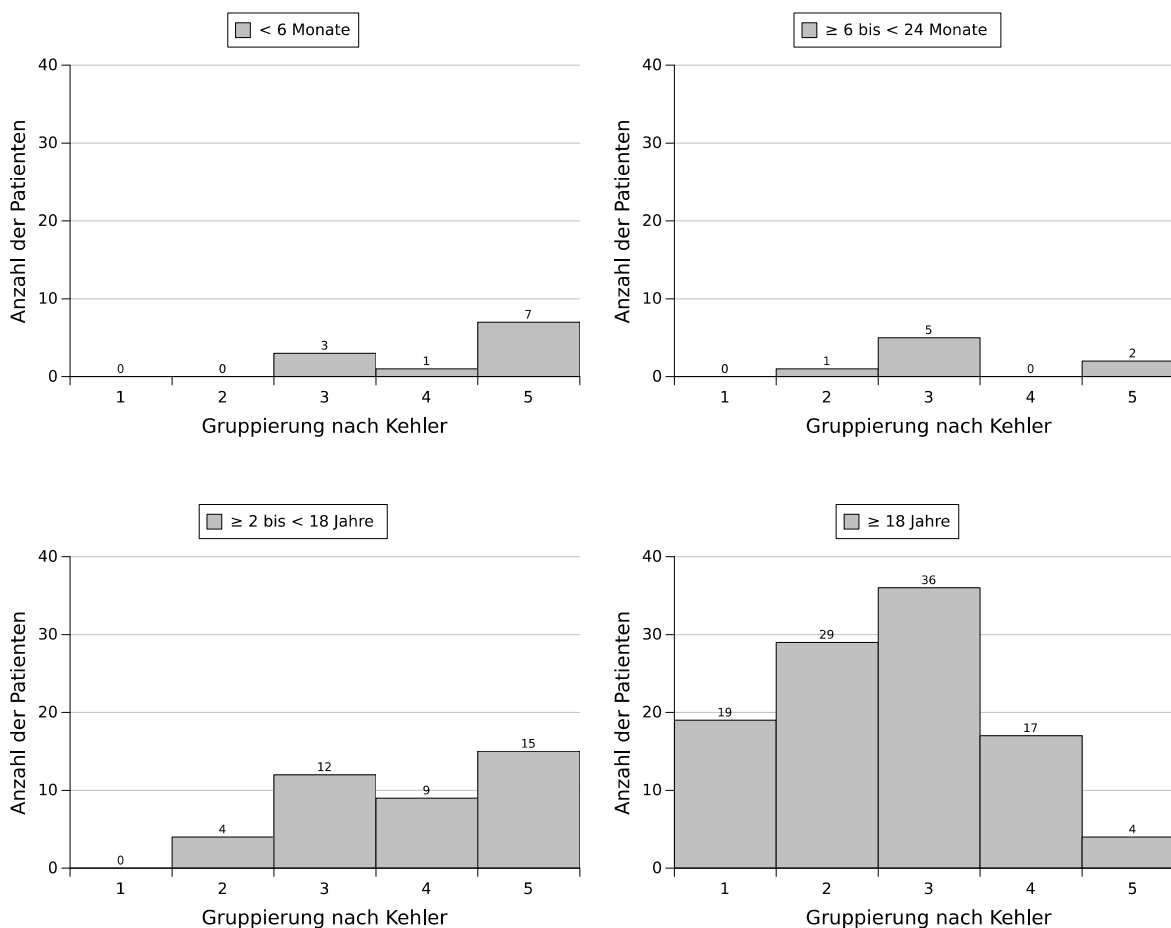 < 6 Monate
40
30
20
10
0
Anzahl der Patienten
0
0
3
1
7
1 2 3 4 5
Gruppierung nach Kehler
≥ 6 bis < 24 Monate
40
30
20
10
0
Anzahl der Patienten
0
1
5
0
2
1 2 3 4 5
Gruppierung nach Kehler
≥ 2 bis < 18 Jahre
40
30
20
10
0
Anzahl der Patienten
0
4
12
9
15
1 2 3 4 5
Gruppierung nach Kehler
≥ 18 Jahre
40
30
20
10
0
Anzahl der Patienten
19
29
36
17
4
1 2 3 4 5
Gruppierung nach Kehler